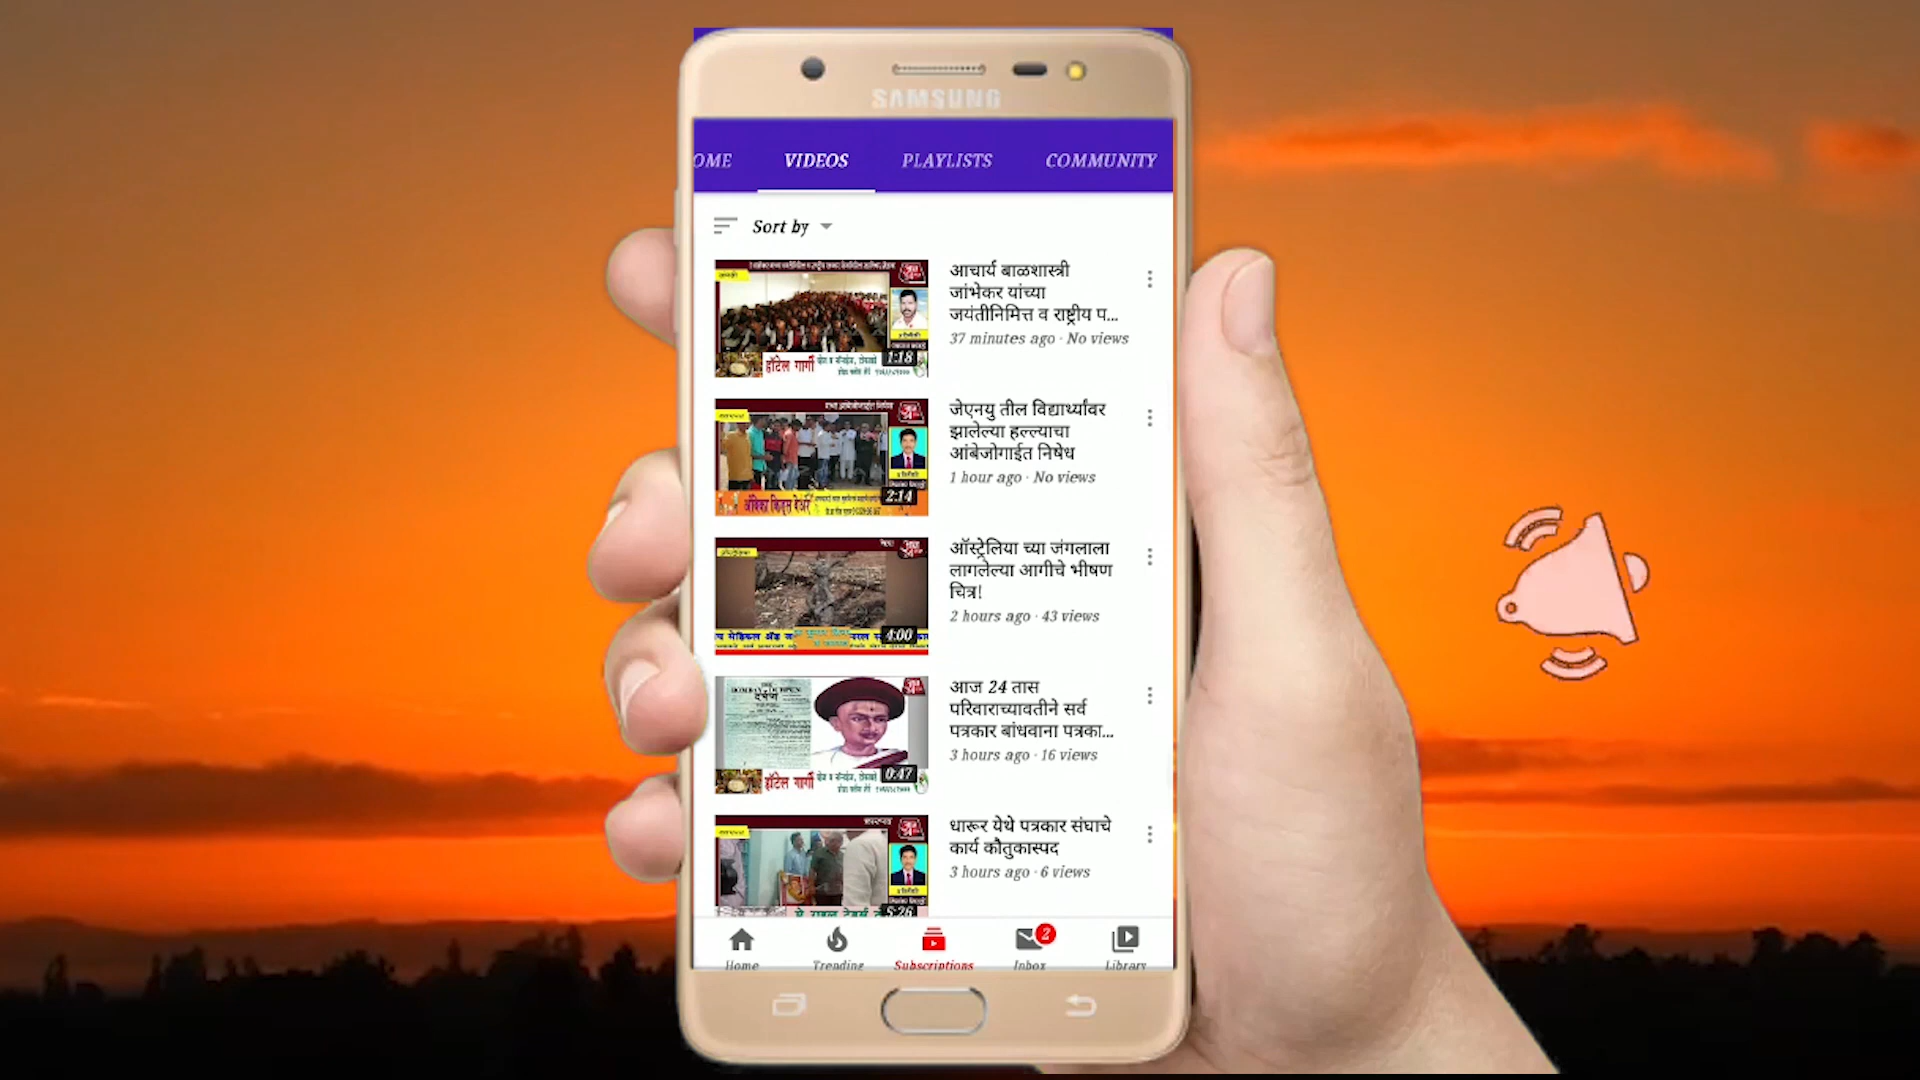 SAMSUNG
OME VIDEOS PLAYLISTS COMMUNITY
Sort by
आचार्य बाळशास्त्री
जांभेकर यांच्या
जयंतीनिमित्त व राष्ट्रीय प...
37 minutes ago · No views
हॉटेल गार्गी
1:18
जेएनयु तील विद्यार्थ्यांवर
झालेल्या हल्ल्याचा
आंबेजोगाईत निषेध
1 hour ago · No views
अंबिका किड्स वेअर
2:14
ऑस्ट्रेलिया च्या जंगलाला
लागलेल्या आगीचे भीषण
चित्र!
2 hours ago · 43 views
4:00
आज 24 तास
परिवाराच्यावतीने सर्व
पत्रकार बांधवाना पत्रका...
3 hours ago · 16 views
हॉटेल गार्गी
0:47
धारूर येथे पत्रकार संघाचे
कार्य कौतुकास्पद
3 hours ago · 6 views
5:26
2
Home Trending Subscriptions Inbox Library